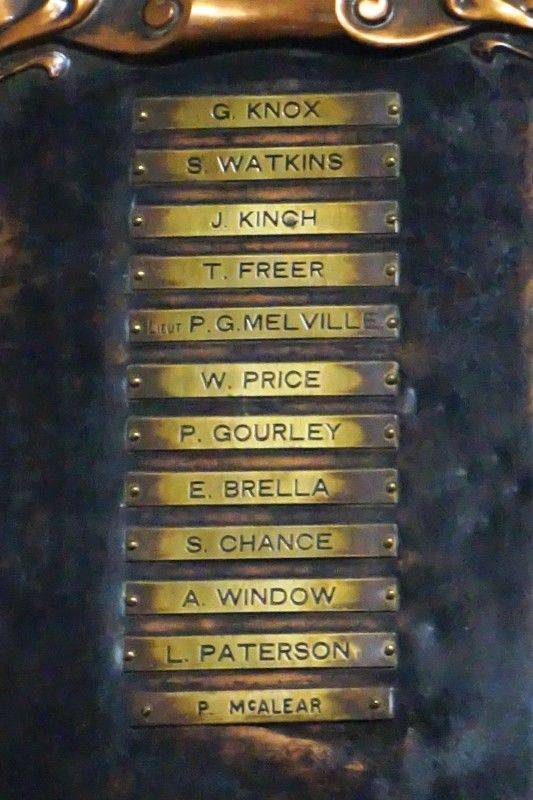 G. KNOX
S. WATKINS
J. KINCH
T. FREER
LIEUT P.G.MELVILLE
W. PRICE
P. GOURLEY
E. BRELLA
S. CHANCE
A. WINDOW
L. PATERSON
P. McALEAR